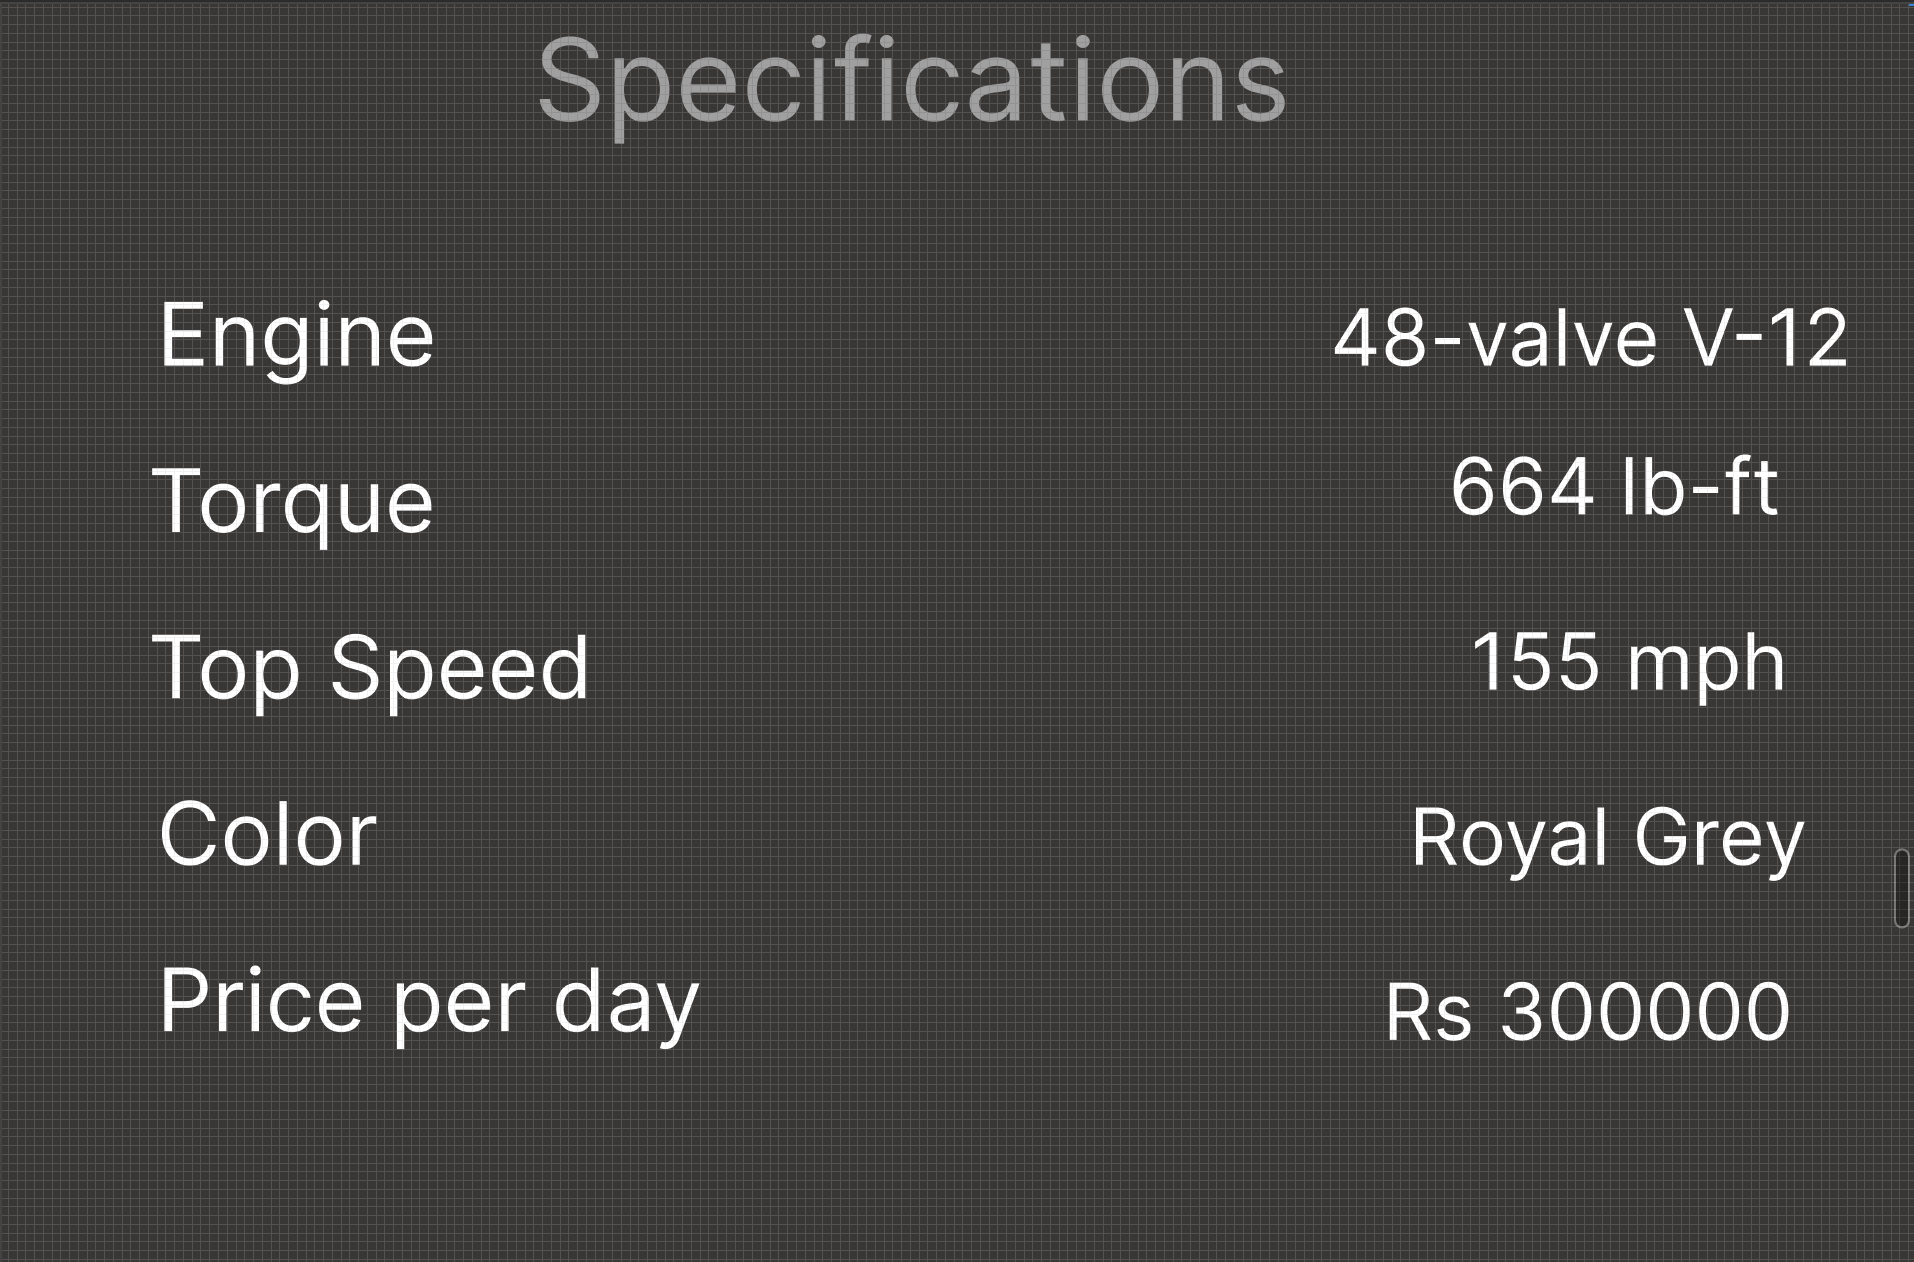 Specifications
Engine 48-valve V-12
Torque 664 lb-ft
Top Speed 155 mph
Color Royal Grey
Price per day Rs 300000